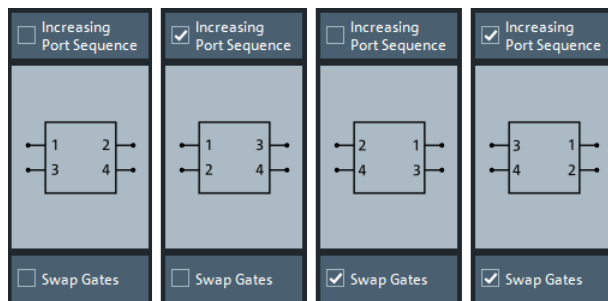 Increasing
Port Sequence
1 2
3 4
Swap Gates
Increasing
Port Sequence
1 3
2 4
Swap Gates
Increasing
Port Sequence
2 1
4 3
Swap Gates
Increasing
Port Sequence
3 1
4 2
Swap Gates